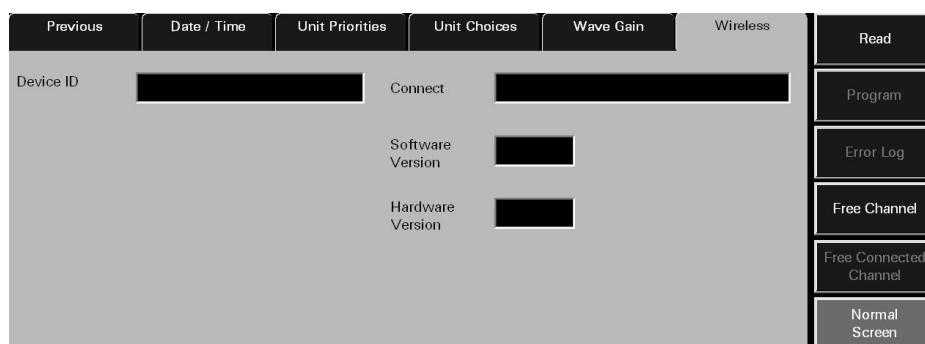 Previous
Date / Time
Unit Priorities
Unit Choices
Wave Gain
Wireless
Read
Device ID
Connect
Program
Software
Version
Error Log
Hardware
Version
Free Channel
Free Connected
Channel
Normal
Screen